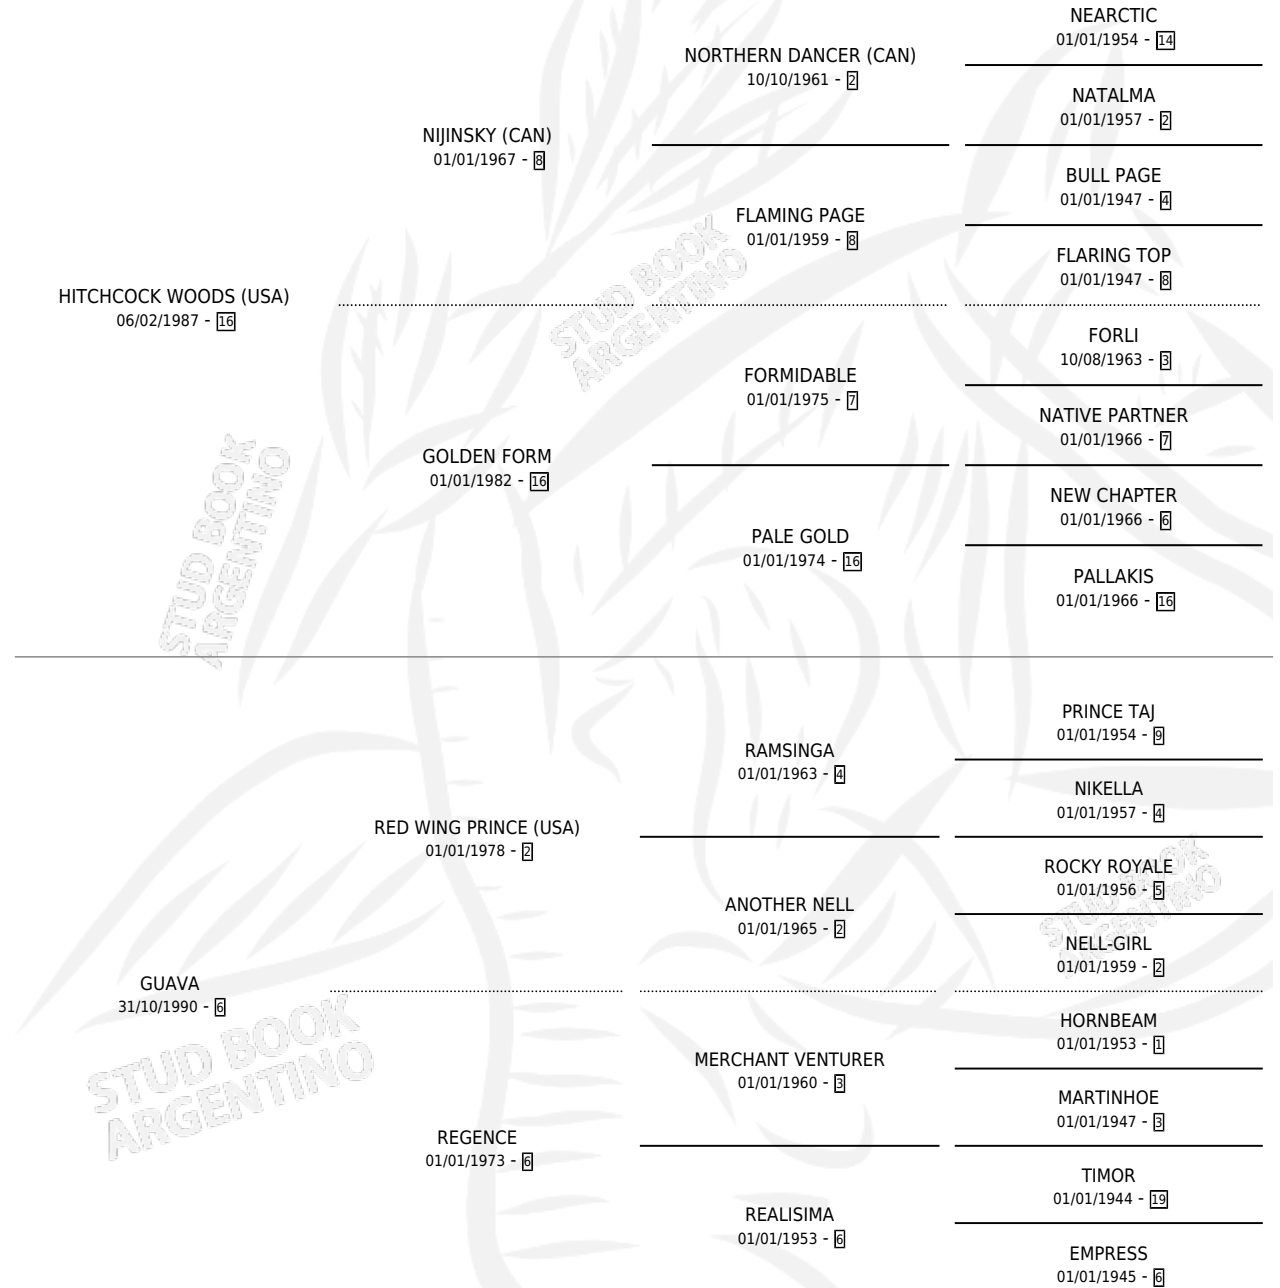 NEARCTIC
01/01/1954 - 14
NORTHERN DANCER (CAN)
10/10/1961 - 2
NATALMA
01/01/1957 - 2
NIJINSKY (CAN)
01/01/1967 - 8
BULL PAGE
01/01/1947 - 4
FLAMING PAGE
01/01/1959 - 8
FLARING TOP
01/01/1947 - 8
HITCHCOCK WOODS (USA)
06/02/1987 - 16
FORLI
10/08/1963 - 3
FORMIDABLE
01/01/1975 - 7
NATIVE PARTNER
01/01/1966 - 7
GOLDEN FORM
01/01/1982 - 16
NEW CHAPTER
01/01/1966 - 6
PALE GOLD
01/01/1974 - 16
PALLAKIS
01/01/1966 - 16
PRINCE TAJ
01/01/1954 - 9
RAMSINGA
01/01/1963 - 4
NIKELLA
01/01/1957 - 4
RED WING PRINCE (USA)
01/01/1978 - 2
ROCKY ROYALE
01/01/1956 - 5
ANOTHER NELL
01/01/1965 - 2
NELL-GIRL
01/01/1959 - 2
GUAVA
31/10/1990 - 6
HORNBEAM
01/01/1953 - 1
MERCHANT VENTURER
01/01/1960 - 3
MARTINHOE
01/01/1947 - 3
REGENCE
01/01/1973 - 6
TIMOR
01/01/1944 - 19
REALISIMA
01/01/1953 - 6
EMPRESS
01/01/1945 - 6
STUD BOOK
ARGENTINO
STUD BOOK
ARGENTINO
STUD BOOK
ARGENTINO
STUD BOOK
ARGENTINO